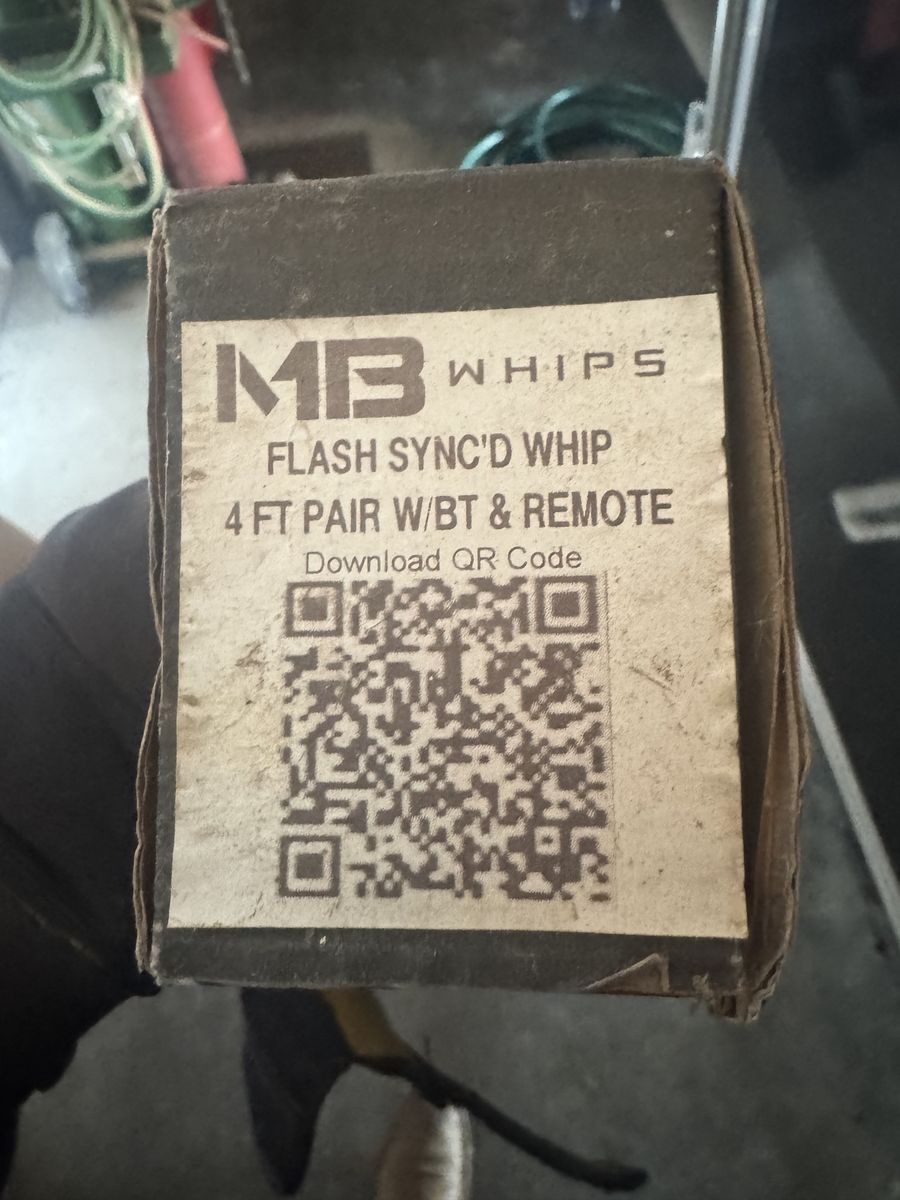 MB WHIPS
FLASH SYNC'D WHIP
4 FT PAIR W/BT & REMOTE
Download QR Code